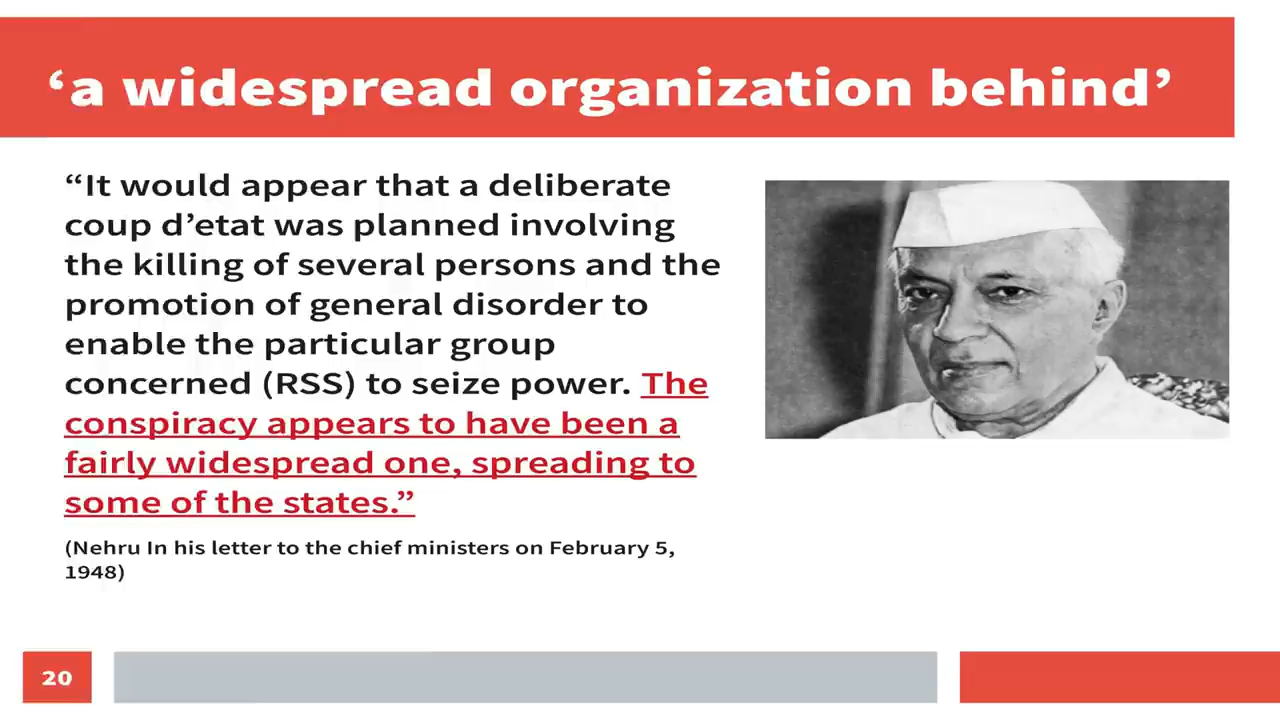 ‘a widespread organization behind’
“It would appear that a deliberate
coup d’etat was planned involving
the killing of several persons and the
promotion of general disorder to
enable the particular group
concerned (RSS) to seize power. The
conspiracy appears to have been a
fairly widespread one, spreading to
some of the states.”
(Nehru In his letter to the chief ministers on February 5,
1948)
20